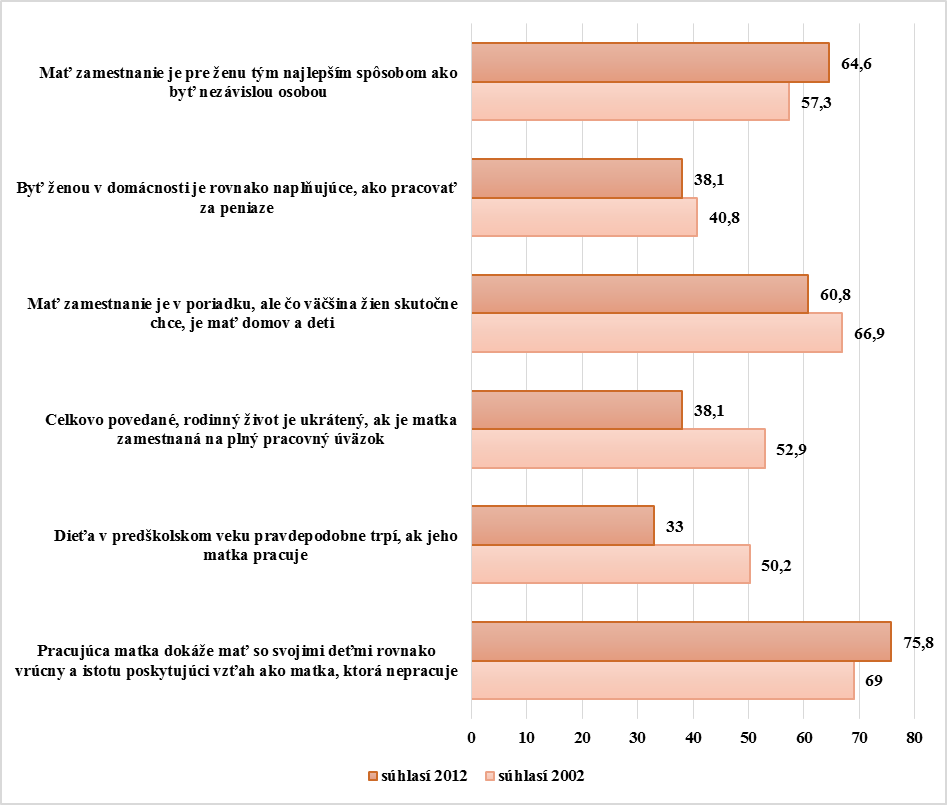 Mať zamestnanie je pre ženu tým najlepším spôsobom ako
byť nezávislou osobou
64,6
57,3
Byť ženou v domácnosti je rovnako naplňujúce, ako pracovať
za peniaze
38,1
40,8
Mať zamestnanie je v poriadku, ale čo väčšina žien skutočne
chce, je mať domov a deti
60,8
66,9
Celkovo povedané, rodinný život je ukrátený, ak je matka
zamestnaná na plný pracovný úväzok
38,1
52,9
Dieťa v predškolskom veku pravdepodobne trpí, ak jeho
matka pracuje
33
50,2
Pracujúca matka dokáže mať so svojimi deťmi rovnako
vrúcny a istotu poskytujúci vzťah ako matka, ktorá nepracuje
75,8
69
0 10 20 30 40 50 60 70 80
súhlasí 2012 súhlasí 2002